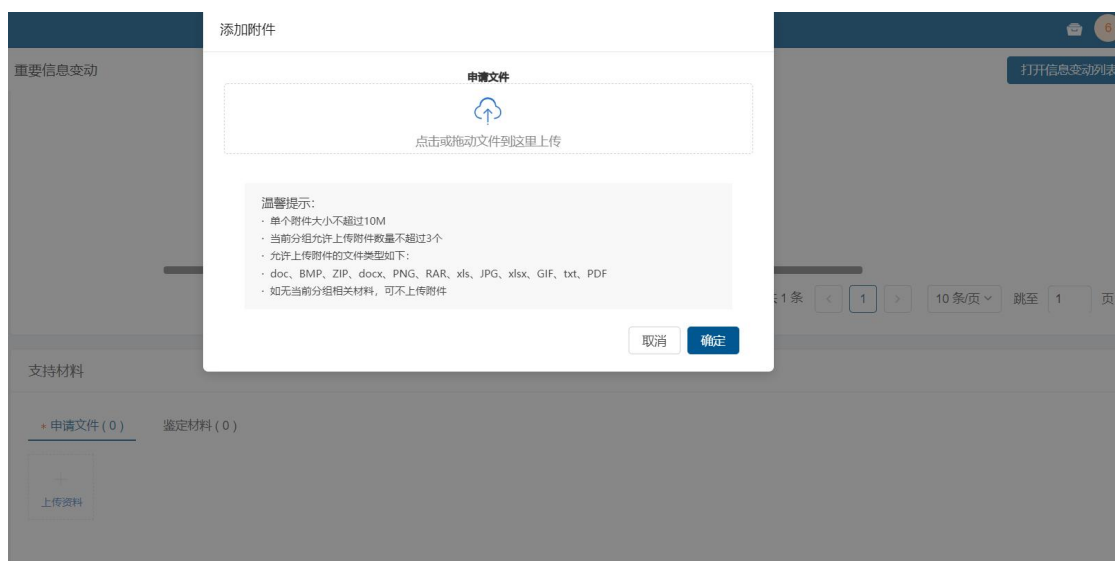 添加附件
6
重要信息变动
打开信息变动列表
申请文件
点击或拖动文件到这里上传
温馨提示：
· 单个附件大小不超过10M
· 当前分组允许上传附件数量不超过3个
· 允许上传附件的文件类型如下：
· doc、BMP、ZIP、docx、PNG、RAR、xls、JPG、xlsx、GIF、txt、PDF
· 如无当前分组相关材料，可不上传附件
1 条 < 1 > 10 条/页 跳至 1 页
取消 确定
支持材料
* 申请文件 ( 0 ) 鉴定材料 ( 0 )
+
上传资料